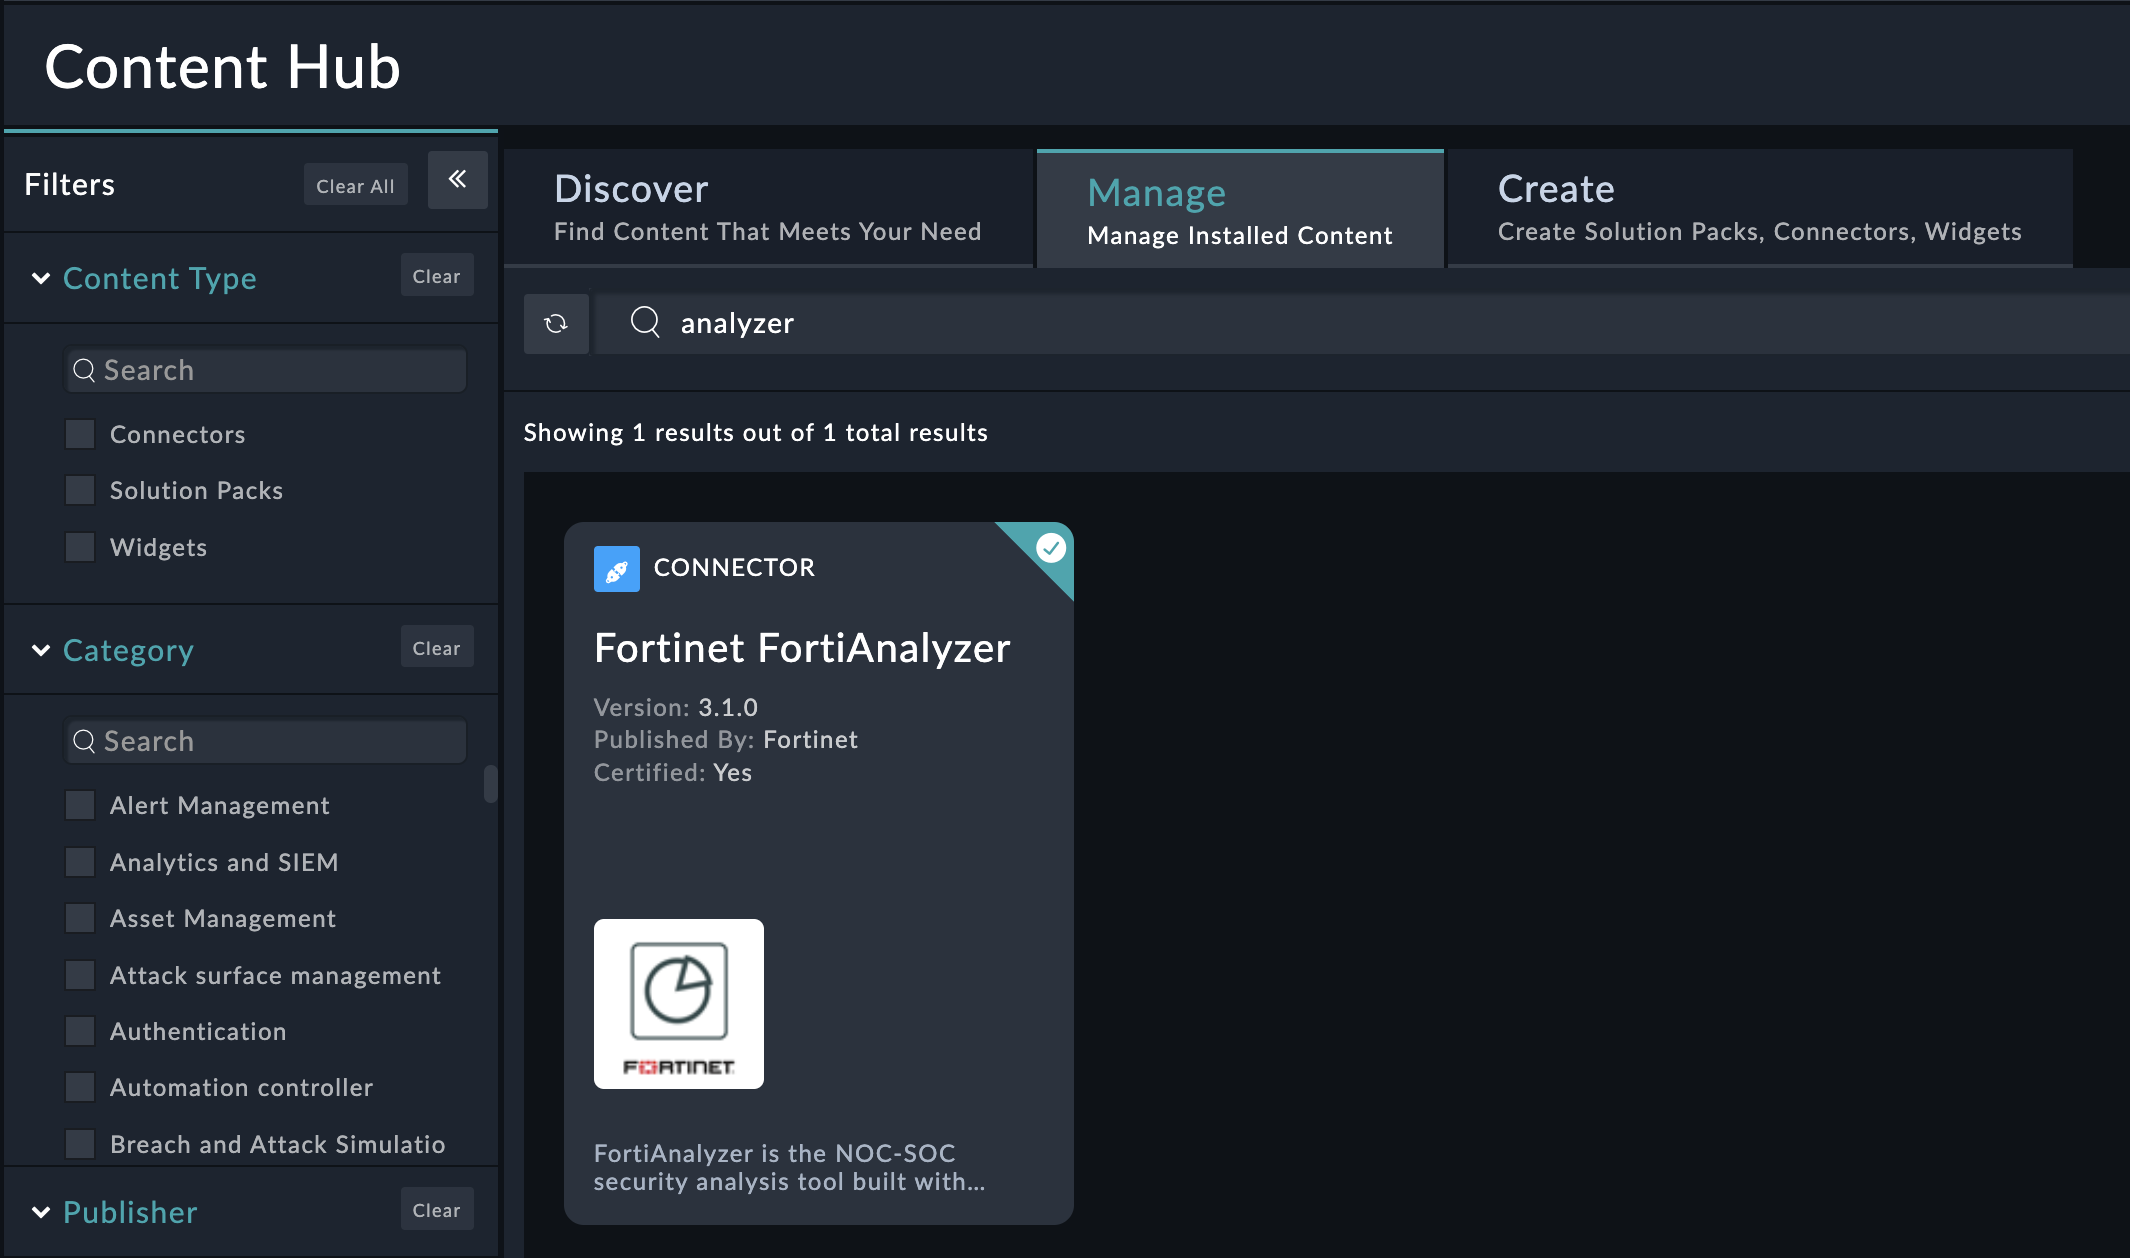 Content Hub
Filters
Clear All
Content Type
Clear
Search
Connectors
Solution Packs
Widgets
Category
Clear
Search
Alert Management
Analytics and SIEM
Asset Management
Attack surface management
Authentication
Automation controller
Breach and Attack Simulatio
Publisher
Clear
Discover
Find Content That Meets Your Need
Manage
Manage Installed Content
Create
Create Solution Packs, Connectors, Widgets
analyzer
Showing 1 results out of 1 total results
CONNECTOR
Fortinet FortiAnalyzer
Version: 3.1.0
Published By: Fortinet
Certified: Yes
FORTINET
FortiAnalyzer is the NOC-SOC
security analysis tool built with...